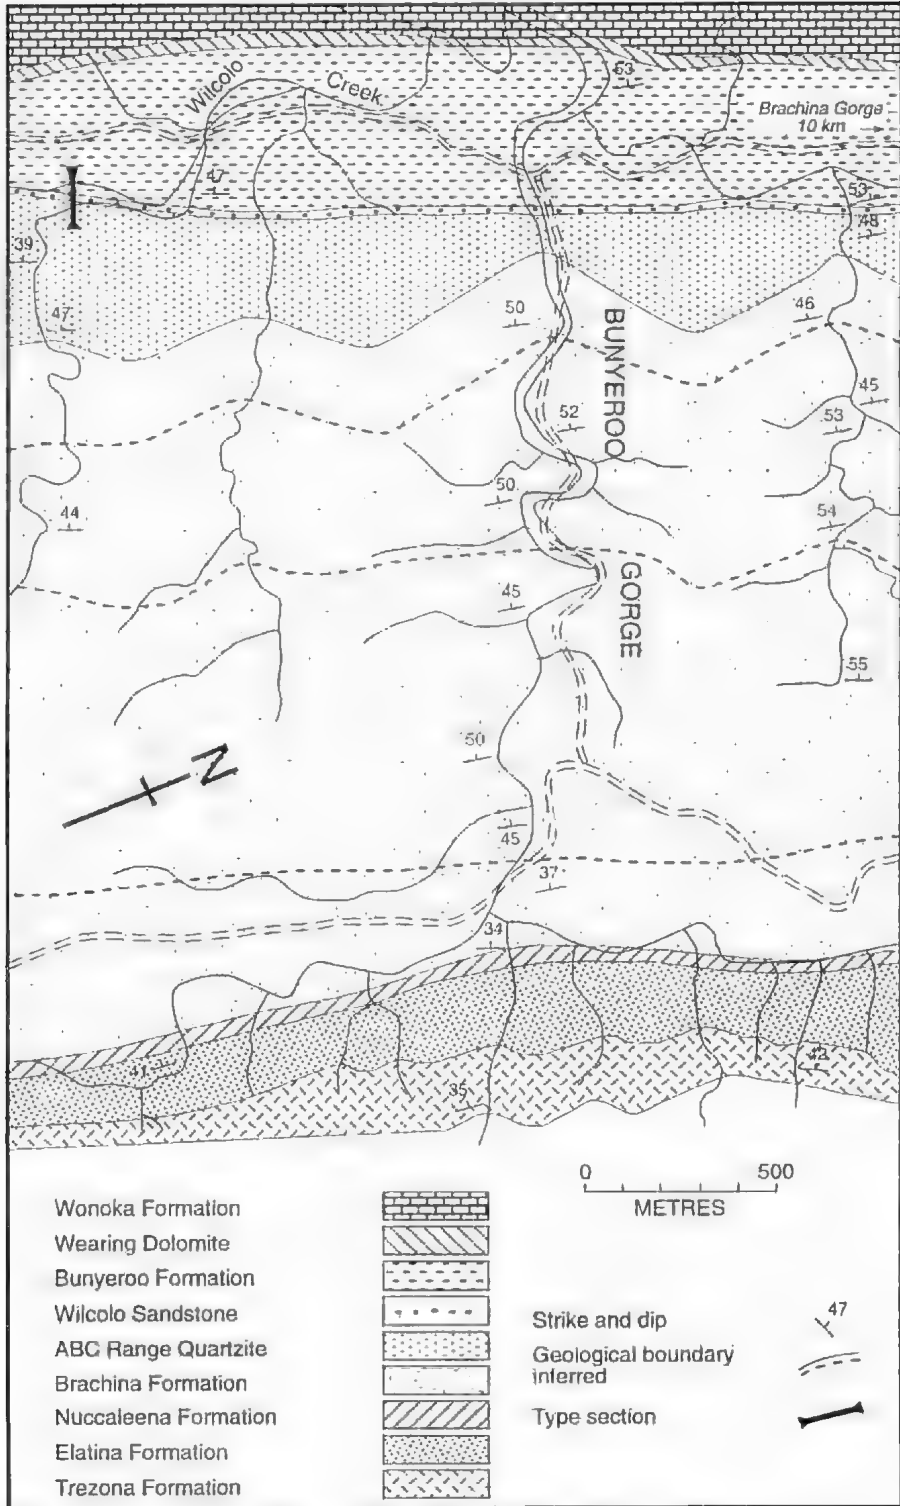 53
Wilcolo
Creek
Brachina Gorge
10 km
47
53
39
48
47
50
46
BUNYEROO
52
45
53
50
44
54
45
GORGE
55
50
N
45
37
34
41
42
35
0 500
METRES
Wonoka Formation
Wearing Dolomite
Bunyeroo Formation
Wilcolo Sandstone
ABC Range Quartzite
Brachina Formation
Nuccaleena Formation
Elatina Formation
Trezona Formation
47
Strike and dip
Geological boundary
inferred
Type section